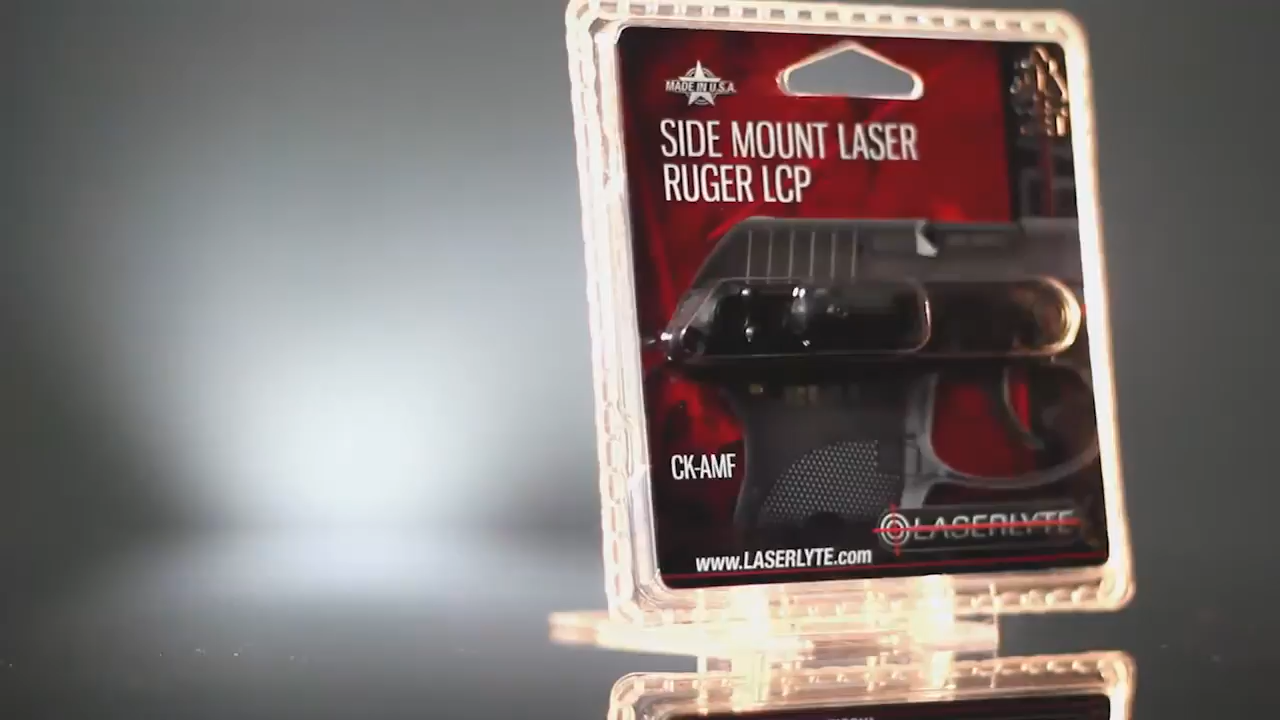 MADE IN U.S.A.
SIDE MOUNT LASER
RUGER LCP
CK-AMF
LASERLYTE
www.LASERLYTE.com